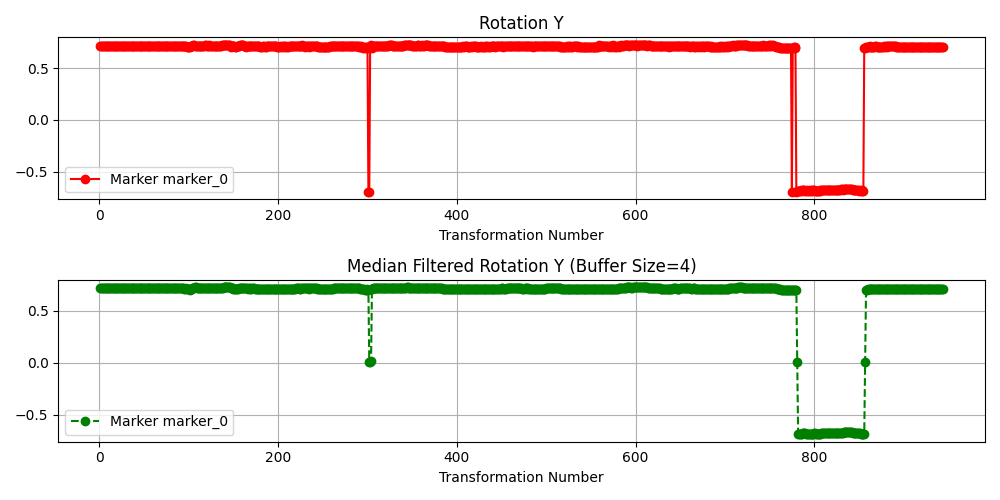 Rotation Y
0.5
0.0
−0.5
Marker marker_0
0 200 400 600 800
Transformation Number
Median Filtered Rotation Y (Buffer Size=4)
0.5
0.0
−0.5
Marker marker_0
0 200 400 600 800
Transformation Number